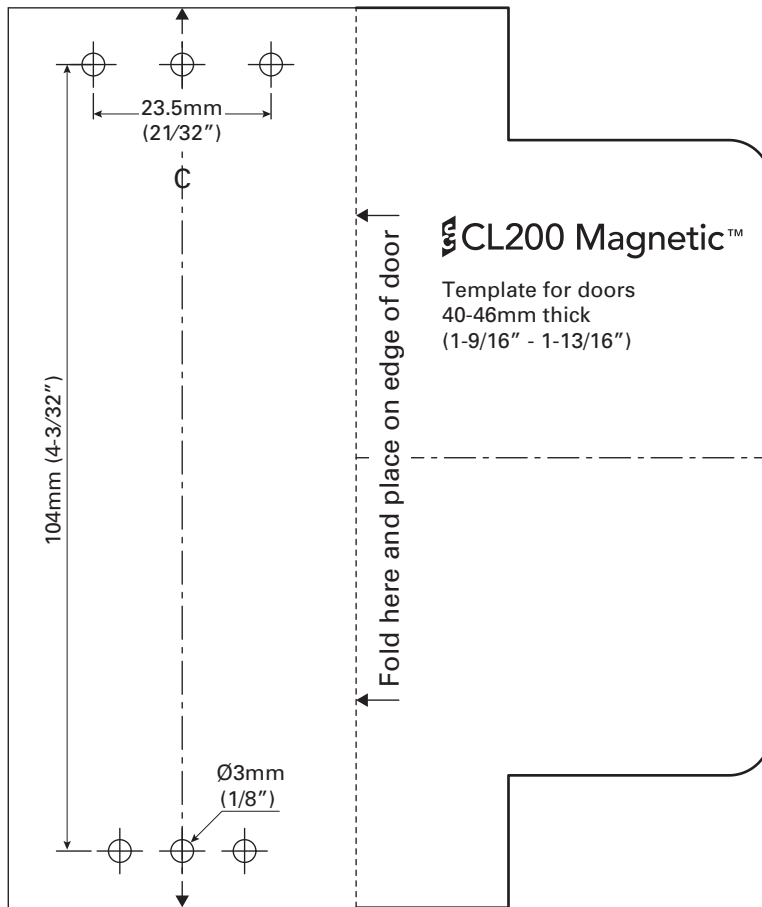 23.5mm
(21/32″)
℄
104mm (4-3/32″)
Fold here and place on edge of door
CL200 Magnetic™
Template for doors
40-46mm thick
(1-9/16″ - 1-13/16″)
Ø3mm
(1/8″)